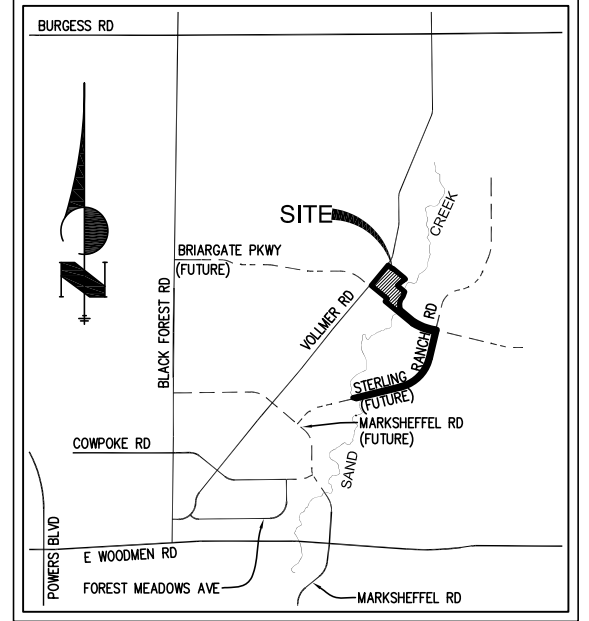 BURGESS RD
SITE
CREEK
BRIARGATE PKWY
(FUTURE)
BLACK FOREST RD
VOLLMER RD
STERLING RANCH RD
(FUTURE)
MARKSHEFFEL RD
(FUTURE)
COWPOKE RD
SAND
POWERS BLVD
E WOODMEN RD
FOREST MEADOWS AVE
MARKSHEFFEL RD
N